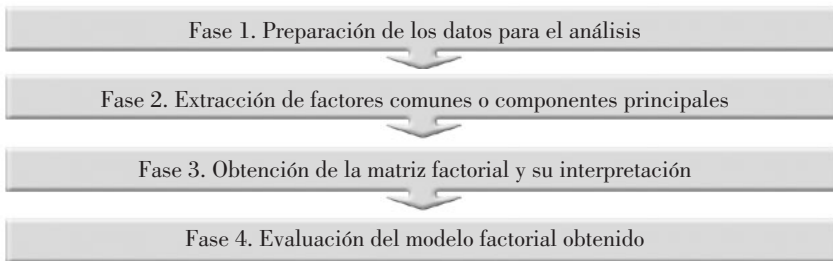 Fase 1. Preparación de los datos para el análisis
Fase 2. Extracción de factores comunes o componentes principales
Fase 3. Obtención de la matriz factorial y su interpretación
Fase 4. Evaluación del modelo factorial obtenido